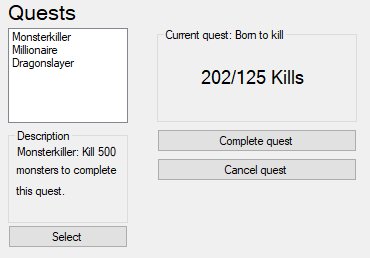 Quests
Monsterkiller
Millionaire
Dragonslayer
Description
Monsterkiller: Kill 500
monsters to complete
this quest.
Select
Current quest: Born to kill
202/125 Kills
Complete quest
Cancel quest